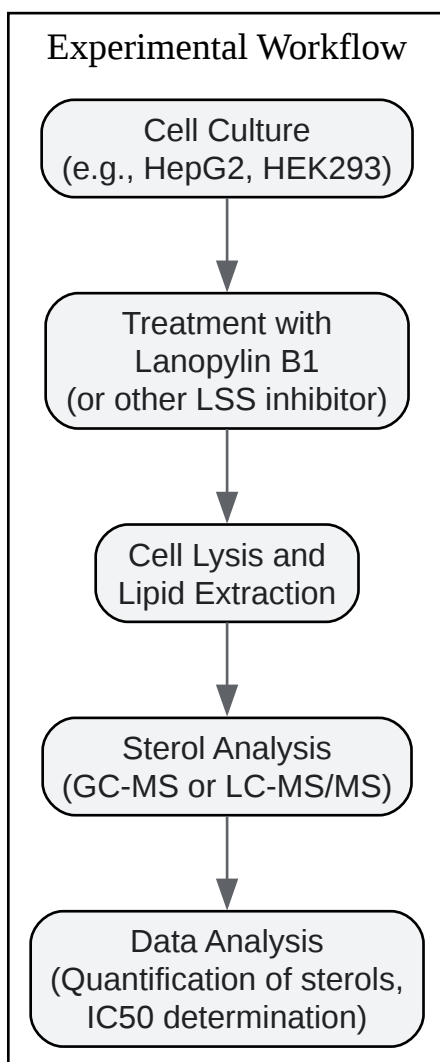 Experimental Workflow
Cell Culture
(e.g., HepG2, HEK293)
Treatment with
Lanopylin B1
(or other LSS inhibitor)
Cell Lysis and
Lipid Extraction
Sterol Analysis
(GC-MS or LC-MS/MS)
Data Analysis
(Quantification of sterols,
IC50 determination)